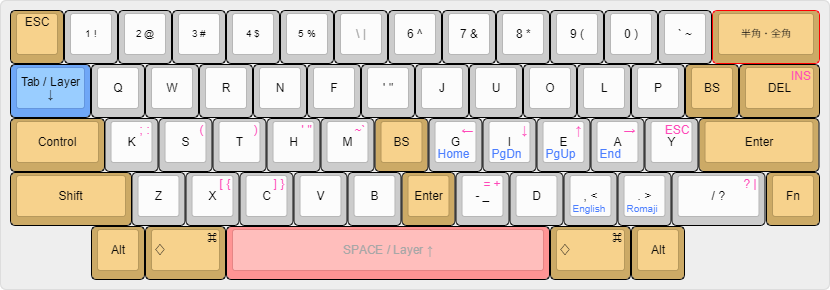 ESC 1 ! 2 @ 3 # 4 $ 5 % \ | 6 ^ 7 & 8 * 9 ( 0 ) ` ~ 半角・全角
Tab / Layer ↓ Q W R N F ' " J U O L P BS DEL INS
Control K ; : S ( T ) H ' " M ~ ` BS G ← Home I ↓ PgDn E ↑ PgUp A → End Y ESC Enter
Shift Z X [ { C ] } V B Enter - _ = + D , < English . > Romaji / ? ? | Fn
Alt ◇ ⌘ SPACE / Layer ↑ ◇ ⌘ Alt